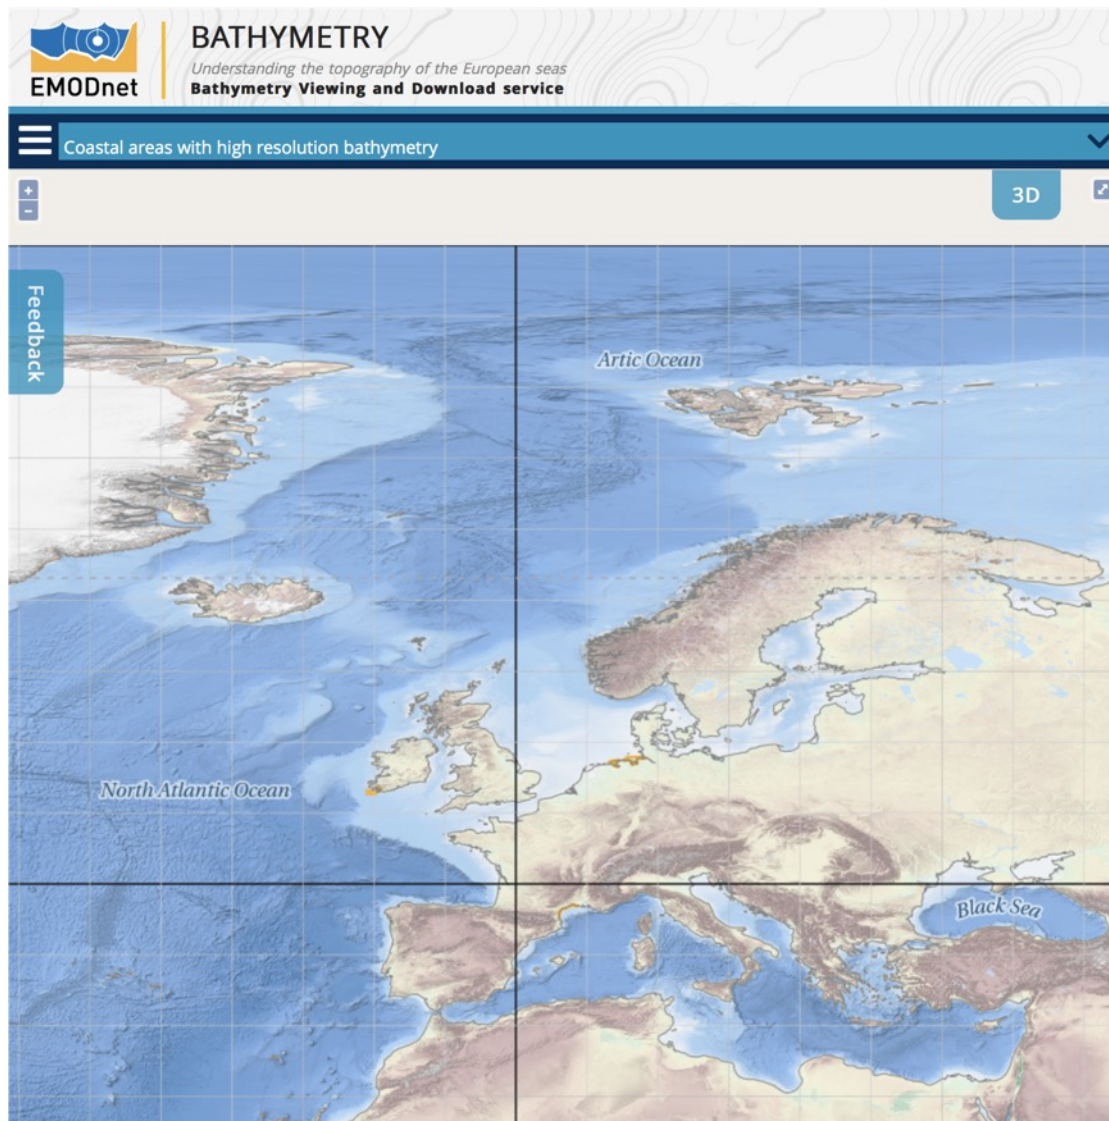 EMODnet
BATHYMETRY
Understanding the topography of the European seas
Bathymetry Viewing and Download service
Coastal areas with high resolution bathymetry
+
-
3D
Feedback
Artic Ocean
North Atlantic Ocean
Black Sea